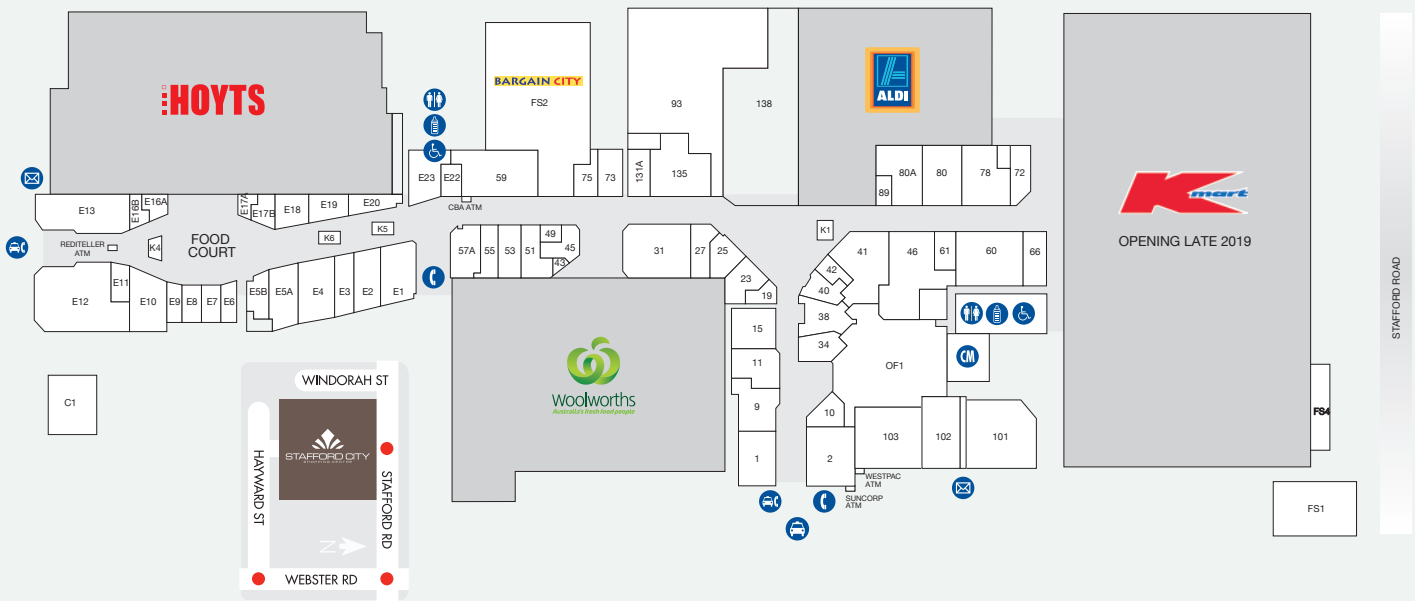 HOYTS
BARGAIN CITY
FS2
93
138
ALDI
Kmart
OPENING LATE 2019
STAFFORD ROAD
E13
E16B
E16A
E17A
E17B
E18
E19
E20
E23
E22
59
75
73
131A
135
89
80A
80
78
72
CBA ATM
REDITELLER
ATM
K4
FOOD
COURT
K6
K5
K1
57A
55
53
51
49
45
43
31
27
25
23
19
41
42
40
38
34
46
61
60
66
E12
E11
E10
E9
E8
E7
E6
E5B
E5A
E4
E3
E2
E1
Woolworths
Australia's fresh food people
15
11
9
1
OF1
CM
10
2
103
102
101
WESTPAC
ATM
SUNCORP
ATM
C1
FS4
FS1
WINDORAH ST
STAFFORD CITY
SHOPPING CENTRE
HAYWARD ST
STAFFORD RD
N
WEBSTER RD